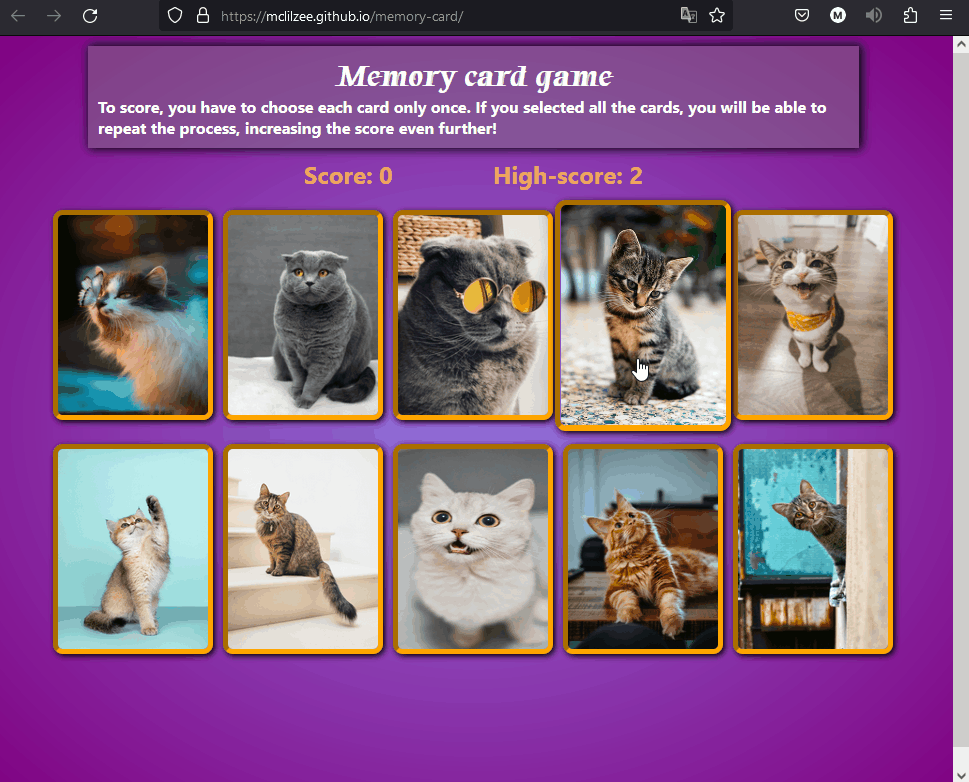 https://mclilzee.github.io/memory-card/
M
Memory card game
To score, you have to choose each card only once. If you selected all the cards, you will be able to
repeat the process, increasing the score even further!
Score: 0 High-score: 2